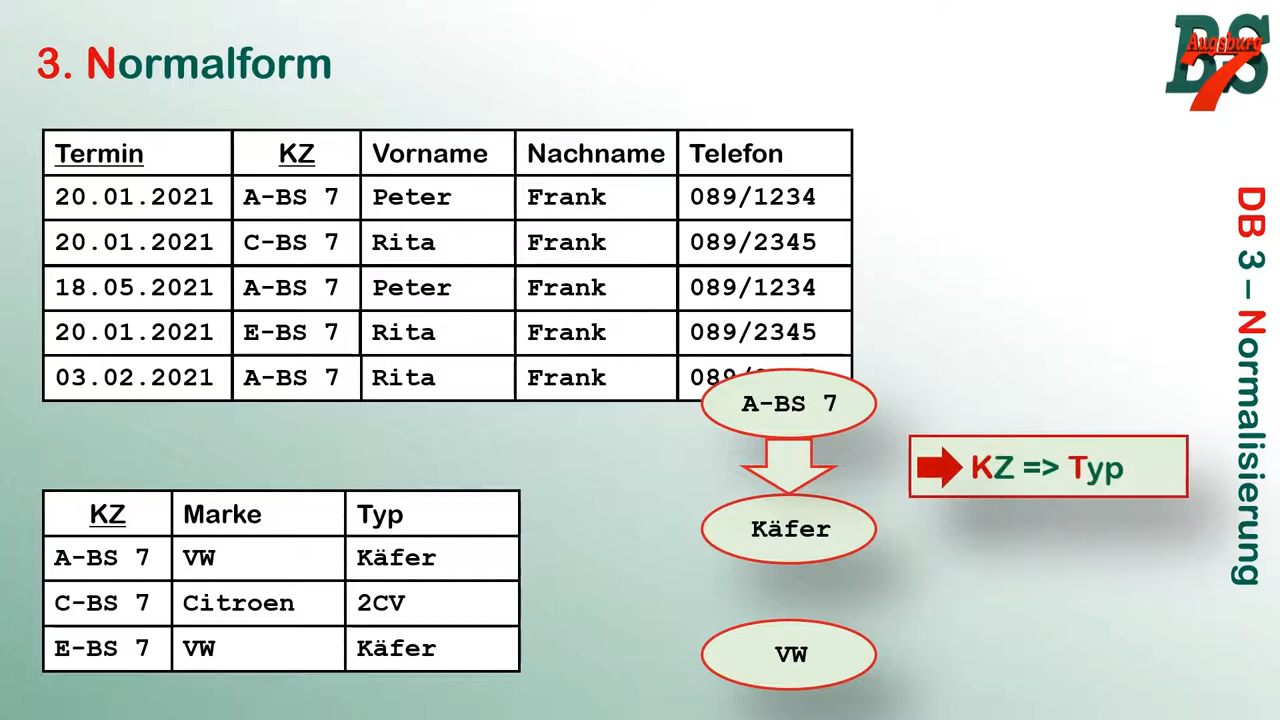 3. Normalform
BS 7 Augsburg
Termin KZ Vorname Nachname Telefon
20.01.2021 A-BS 7 Peter Frank 089/1234
20.01.2021 C-BS 7 Rita Frank 089/2345
18.05.2021 A-BS 7 Peter Frank 089/1234
20.01.2021 E-BS 7 Rita Frank 089/2345
03.02.2021 A-BS 7 Rita Frank
A-BS 7
KZ => Typ
Käfer
VW
KZ Marke Typ
A-BS 7 VW Käfer
C-BS 7 Citroen 2CV
E-BS 7 VW Käfer
DB 3 – Normalisierung